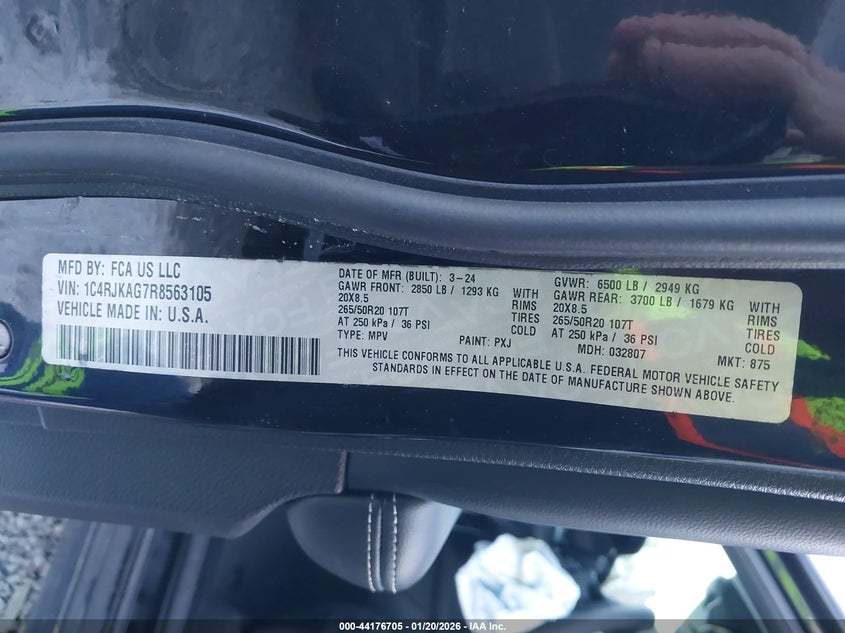 MFD BY: FCA US LLC
VIN: 1C4RJKAG7R8563105
VEHICLE MADE IN: U.S.A.
DATE OF MFR (BUILT): 3-24
GAWR FRONT: 2850 LB / 1293 KG WITH
20X8.5 RIMS
265/50R20 107T TIRES
AT 250 kPa / 36 PSI COLD
TYPE: MPV PAINT: PXJ
GVWR: 6500 LB / 2949 KG
GAWR REAR: 3700 LB / 1679 KG WITH
20X8.5 RIMS
265/50R20 107T TIRES
AT 250 kPa / 36 PSI COLD
MDH: 032807 MKT: 875
THIS VEHICLE CONFORMS TO ALL APPLICABLE U.S.A. FEDERAL MOTOR VEHICLE SAFETY
STANDARDS IN EFFECT ON THE DATE OF MANUFACTURE SHOWN ABOVE.
000-44176705 — 01/20/2026 — IAA Inc.